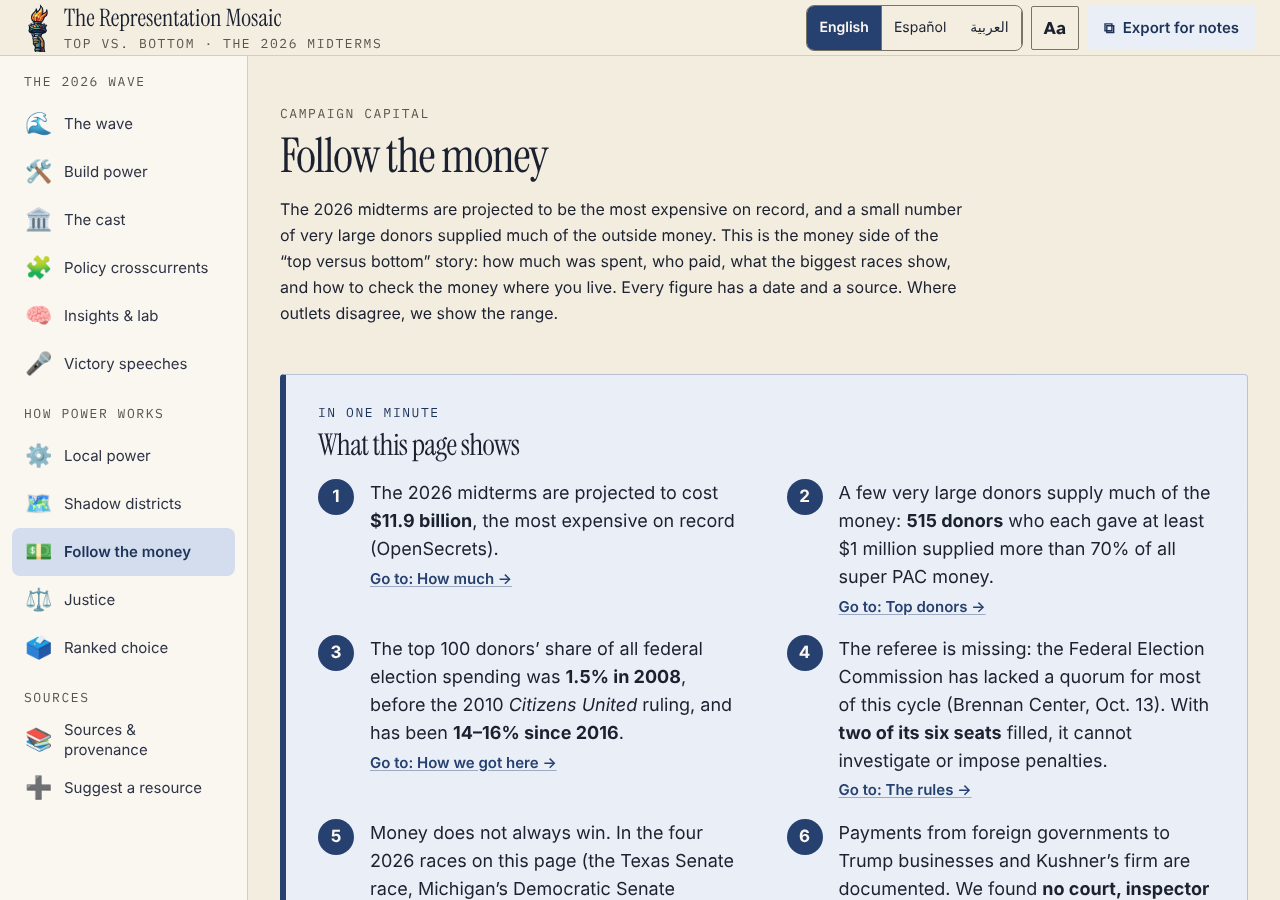 The Representation Mosaic
TOP VS. BOTTOM · THE 2026 MIDTERMS
English
Español
العربية
Aa
⧉ Export for notes
THE 2026 WAVE
The wave
Build power
The cast
Policy crosscurrents
Insights & lab
Victory speeches
HOW POWER WORKS
Local power
Shadow districts
Follow the money
Justice
Ranked choice
SOURCES
Sources &
provenance
Suggest a resource
CAMPAIGN CAPITAL
Follow the money
The 2026 midterms are projected to be the most expensive on record, and a small number
of very large donors supplied much of the outside money. This is the money side of the
“top versus bottom” story: how much was spent, who paid, what the biggest races show,
and how to check the money where you live. Every figure has a date and a source. Where
outlets disagree, we show the range.
IN ONE MINUTE
What this page shows
1
The 2026 midterms are projected to cost
$11.9 billion, the most expensive on record
(OpenSecrets).
Go to: How much →
2
A few very large donors supply much of the
money: 515 donors who each gave at least
$1 million supplied more than 70% of all
super PAC money.
Go to: Top donors →
3
The top 100 donors’ share of all federal
election spending was 1.5% in 2008,
before the 2010 Citizens United ruling, and
has been 14–16% since 2016.
Go to: How we got here →
4
The referee is missing: the Federal Election
Commission has lacked a quorum for most
of this cycle (Brennan Center, Oct. 13). With
two of its six seats filled, it cannot
investigate or impose penalties.
Go to: The rules →
5
Money does not always win. In the four
2026 races on this page (the Texas Senate
race, Michigan’s Democratic Senate
6
Payments from foreign governments to
Trump businesses and Kushner’s firm are
documented. We found no court, inspector